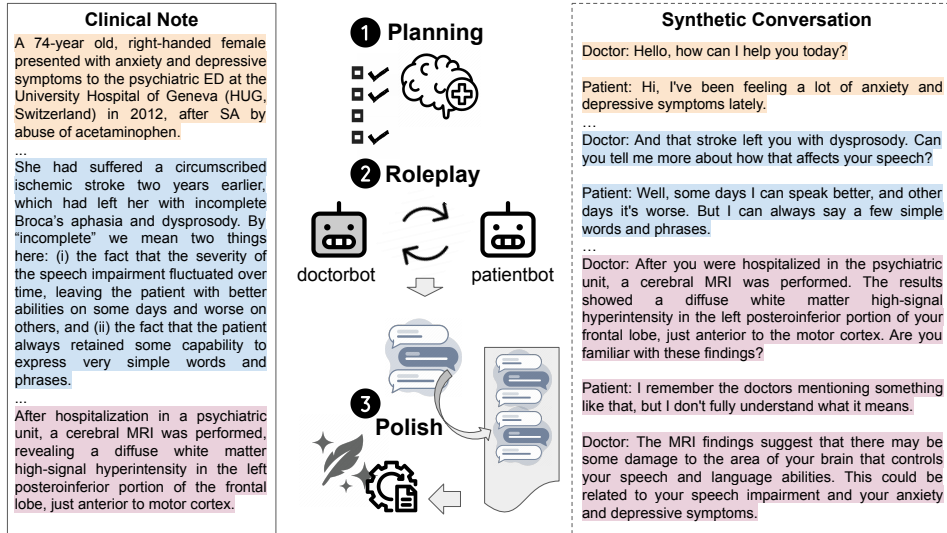 Clinical Note
A 74-year old, right-handed female
presented with anxiety and depressive
symptoms to the psychiatric ED at the
University Hospital of Geneva (HUG,
Switzerland) in 2012, after SA by
abuse of acetaminophen.
...
She had suffered a circumscribed
ischemic stroke two years earlier,
which had left her with incomplete
Broca's aphasia and dysprosody. By
“incomplete” we mean two things
here: (i) the fact that the severity of
the speech impairment fluctuated over
time, leaving the patient with better
abilities on some days and worse on
others, and (ii) the fact that the patient
always retained some capability to
express very simple words and
phrases.
...
After hospitalization in a psychiatric
unit, a cerebral MRI was performed,
revealing a diffuse white matter
high-signal hyperintensity in the left
posteroinferior portion of the frontal
lobe, just anterior to motor cortex.
1 Planning
2 Roleplay
doctorbot
patientbot
3
Polish
Synthetic Conversation
Doctor: Hello, how can I help you today?
Patient: Hi, I've been feeling a lot of anxiety and
depressive symptoms lately.
...
Doctor: And that stroke left you with dysprosody. Can
you tell me more about how that affects your speech?
Patient: Well, some days I can speak better, and other
days it's worse. But I can always say a few simple
words and phrases.
...
Doctor: After you were hospitalized in the psychiatric
unit, a cerebral MRI was performed. The results
showed a diffuse white matter high-signal
hyperintensity in the left posteroinferior portion of your
frontal lobe, just anterior to the motor cortex. Are you
familiar with these findings?
Patient: I remember the doctors mentioning something
like that, but I don't fully understand what it means.
Doctor: The MRI findings suggest that there may be
some damage to the area of your brain that controls
your speech and language abilities. This could be
related to your speech impairment and your anxiety
and depressive symptoms.